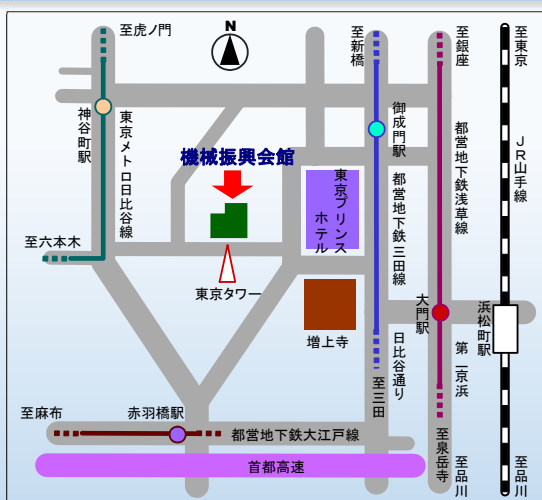 至虎ノ門
N
至新橋
至銀座
至東京
神谷町駅
東京メトロ日比谷線
御成門駅
都営地下鉄浅草線
JR山手線
機械振興会館
東京プリンス
ホテル
都営地下鉄三田線
至六本木
東京タワー
増上寺
大門駅
浜松町駅
日比谷通り
第一京浜
至三田
至麻布
赤羽橋駅
都営地下鉄大江戸線
至泉岳寺
至品川
至品川
首都高速